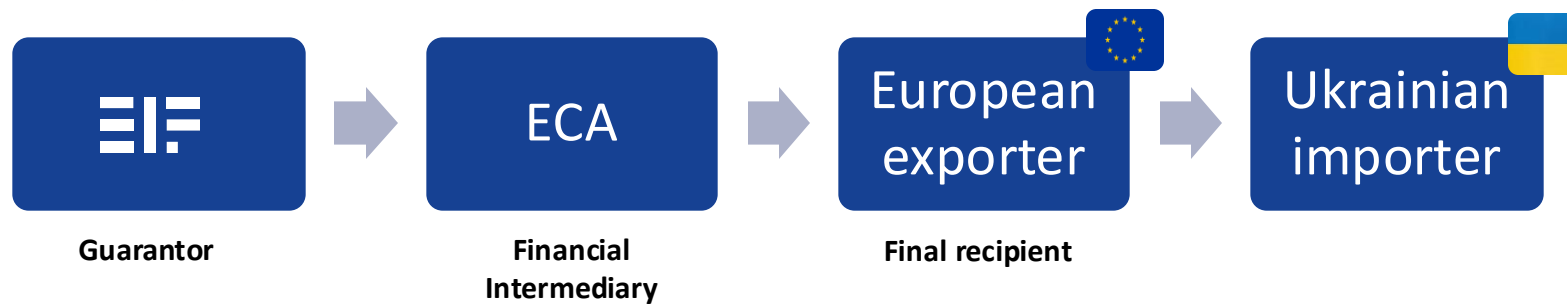 EIF
ECA
European
exporter
Ukrainian
importer
Guarantor
Financial
Intermediary
Final recipient